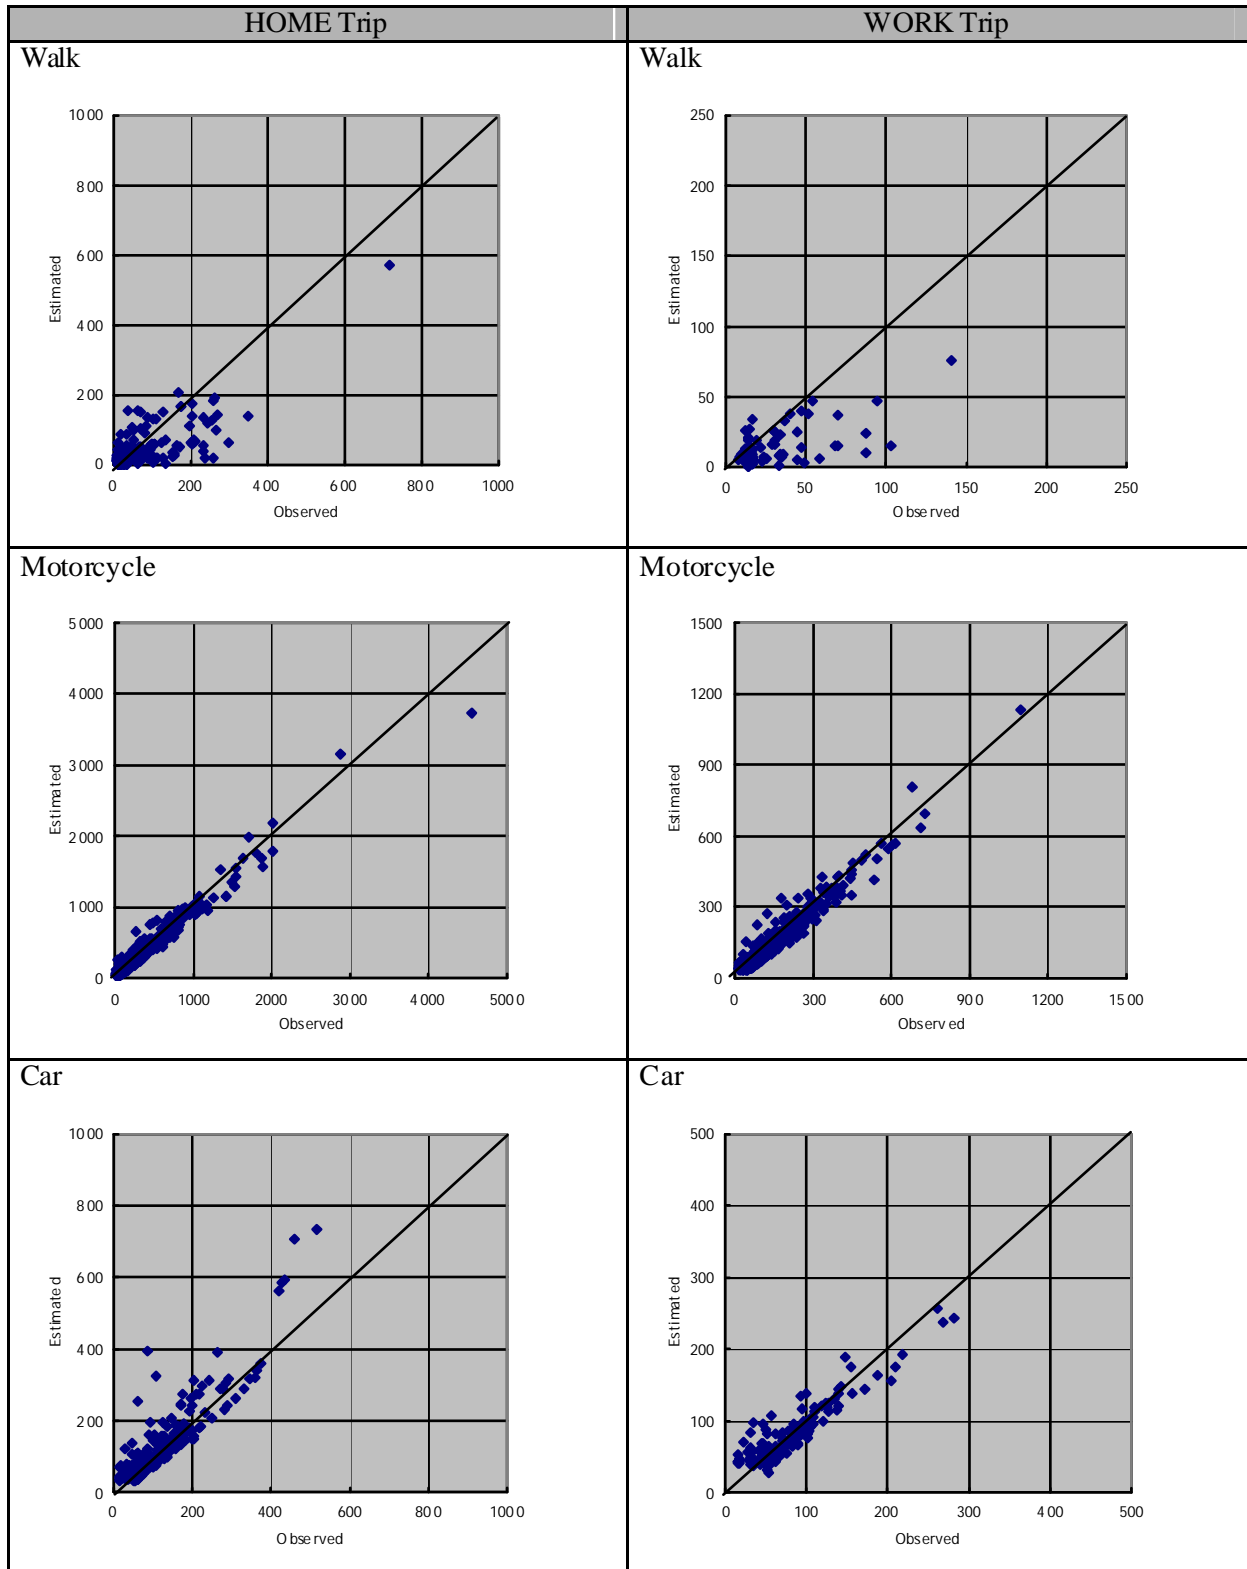 HOME Trip
WORK Trip
Walk
1000
800
600
400
200
0
Estimated
0 200 400 600 800 1000
Observed
Walk
250
200
150
100
50
0
Estimated
0 50 100 150 200 250
Observed
Motorcycle
5000
4000
3000
2000
1000
0
Estimated
0 1000 2000 3000 4000 5000
Observed
Motorcycle
1500
1200
900
600
300
0
Estimated
0 300 600 900 1200 1500
Observed
Car
1000
800
600
400
200
0
Estimated
0 200 400 600 800 1000
Observed
Car
500
400
300
200
100
0
Estimated
0 100 200 300 400 500
Observed